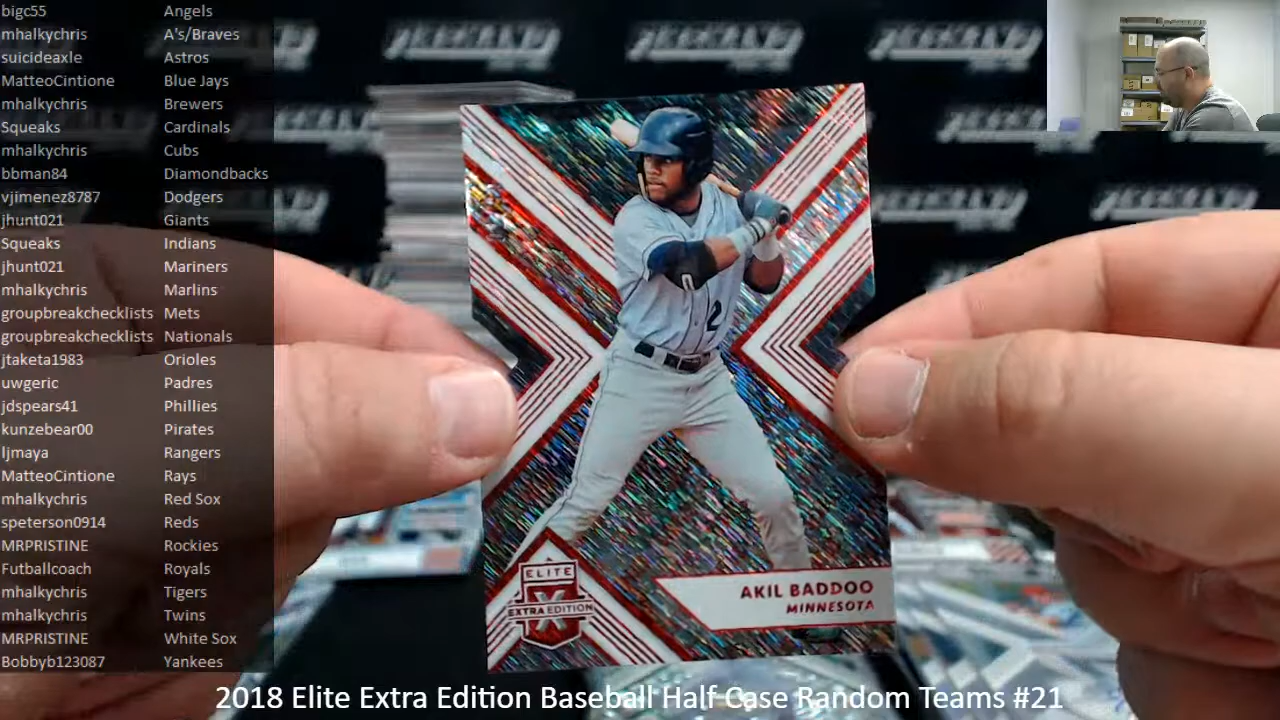 bigc55 Angels
mhalkychris A's/Braves
suicideaxle Astros
MatteoCintione Blue Jays
mhalkychris Brewers
Squeaks Cardinals
mhalkychris Cubs
bbman84 Diamondbacks
vjimenez8787 Dodgers
jhunt021 Giants
Squeaks Indians
jhunt021 Mariners
mhalkychris Marlins
groupbreakchecklists Mets
groupbreakchecklists Nationals
jtaketa1983 Orioles
uwgeric Padres
jdspears41 Phillies
kunzebear00 Pirates
ljmaya Rangers
MatteoCintione Rays
mhalkychris Red Sox
speterson0914 Reds
MRPRISTINE Rockies
Futballcoach Royals
mhalkychris Tigers
mhalkychris Twins
MRPRISTINE White Sox
Bobbyb123087 Yankees
2
ELITE
X
EXTRA EDITION
AKIL BADDOO
MINNESOTA
2018 Elite Extra Edition Baseball Half Case Random Teams #21